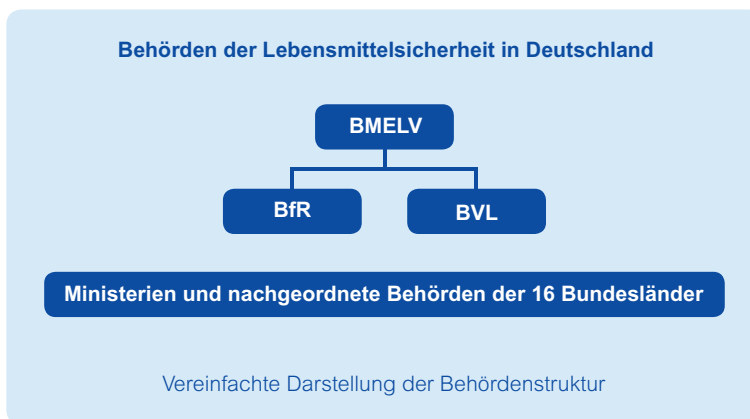 Behörden der Lebensmittelsicherheit in Deutschland
BMELV
BfR
BVL
Ministerien und nachgeordnete Behörden der 16 Bundesländer
Vereinfachte Darstellung der Behördenstruktur